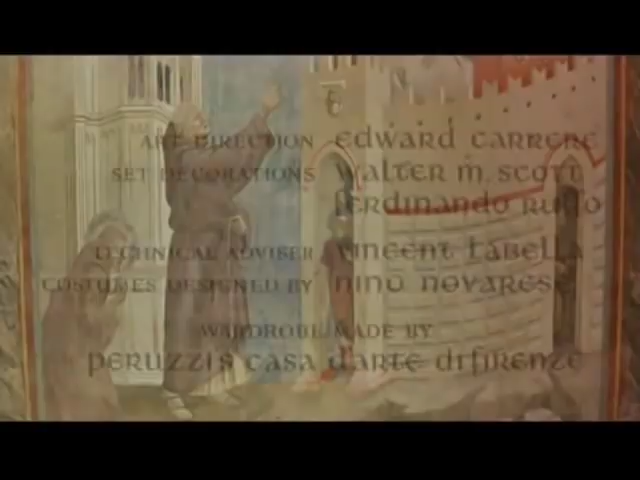 ART DIRECTION EDWARD CARRERE
SET DECORATIONS WALTER M. SCOTT
FERDINANDO RUFFO
TECHNICAL ADVISER VINCENT LABELLA
COSTUMES DESIGNED BY NINO NOVARESE
WARDROBE MADE BY
PERUZZI'S CASA D'ARTE DI FIRENZE